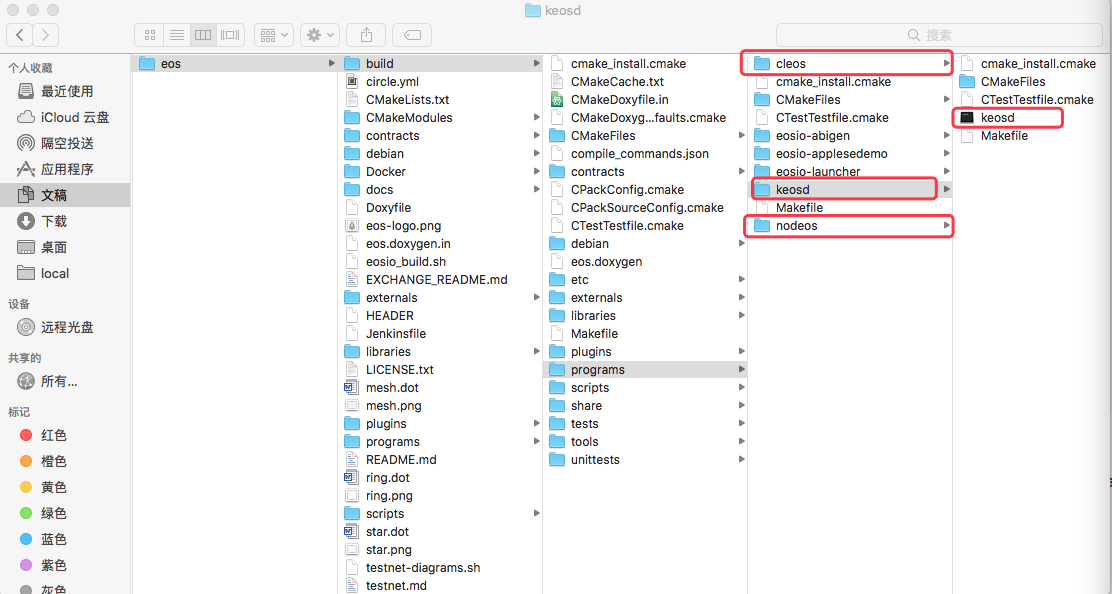 keosd
搜索
个人收藏
最近使用
iCloud 云盘
隔空投送
应用程序
文稿
下载
桌面
local
设备
远程光盘
共享的
所有...
标记
红色
橙色
黄色
绿色
蓝色
紫色
灰色
eos
build
circle.yml
CMakeLists.txt
CMakeModules
contracts
debian
Docker
docs
Doxyfile
eos-logo.png
eos.doxygen.in
eosio_build.sh
EXCHANGE_README.md
externals
HEADER
Jenkinsfile
libraries
LICENSE.txt
mesh.dot
mesh.png
plugins
programs
README.md
ring.dot
ring.png
scripts
star.dot
star.png
testnet-diagrams.sh
testnet.md
cmake_install.cmake
CMakeCache.txt
CMakeDoxyfile.in
CMakeDoxyg...faults.cmake
CMakeFiles
compile_commands.json
contracts
CPackConfig.cmake
CPackSourceConfig.cmake
CTestTestfile.cmake
debian
eos.doxygen
etc
externals
libraries
Makefile
plugins
programs
scripts
share
tests
tools
unittests
cleos
cmake_install.cmake
CMakeFiles
CTestTestfile.cmake
eosio-abigen
eosio-applesedemo
eosio-launcher
keosd
Makefile
nodeos
cmake_install.cmake
CMakeFiles
CTestTestfile.cmake
keosd
Makefile